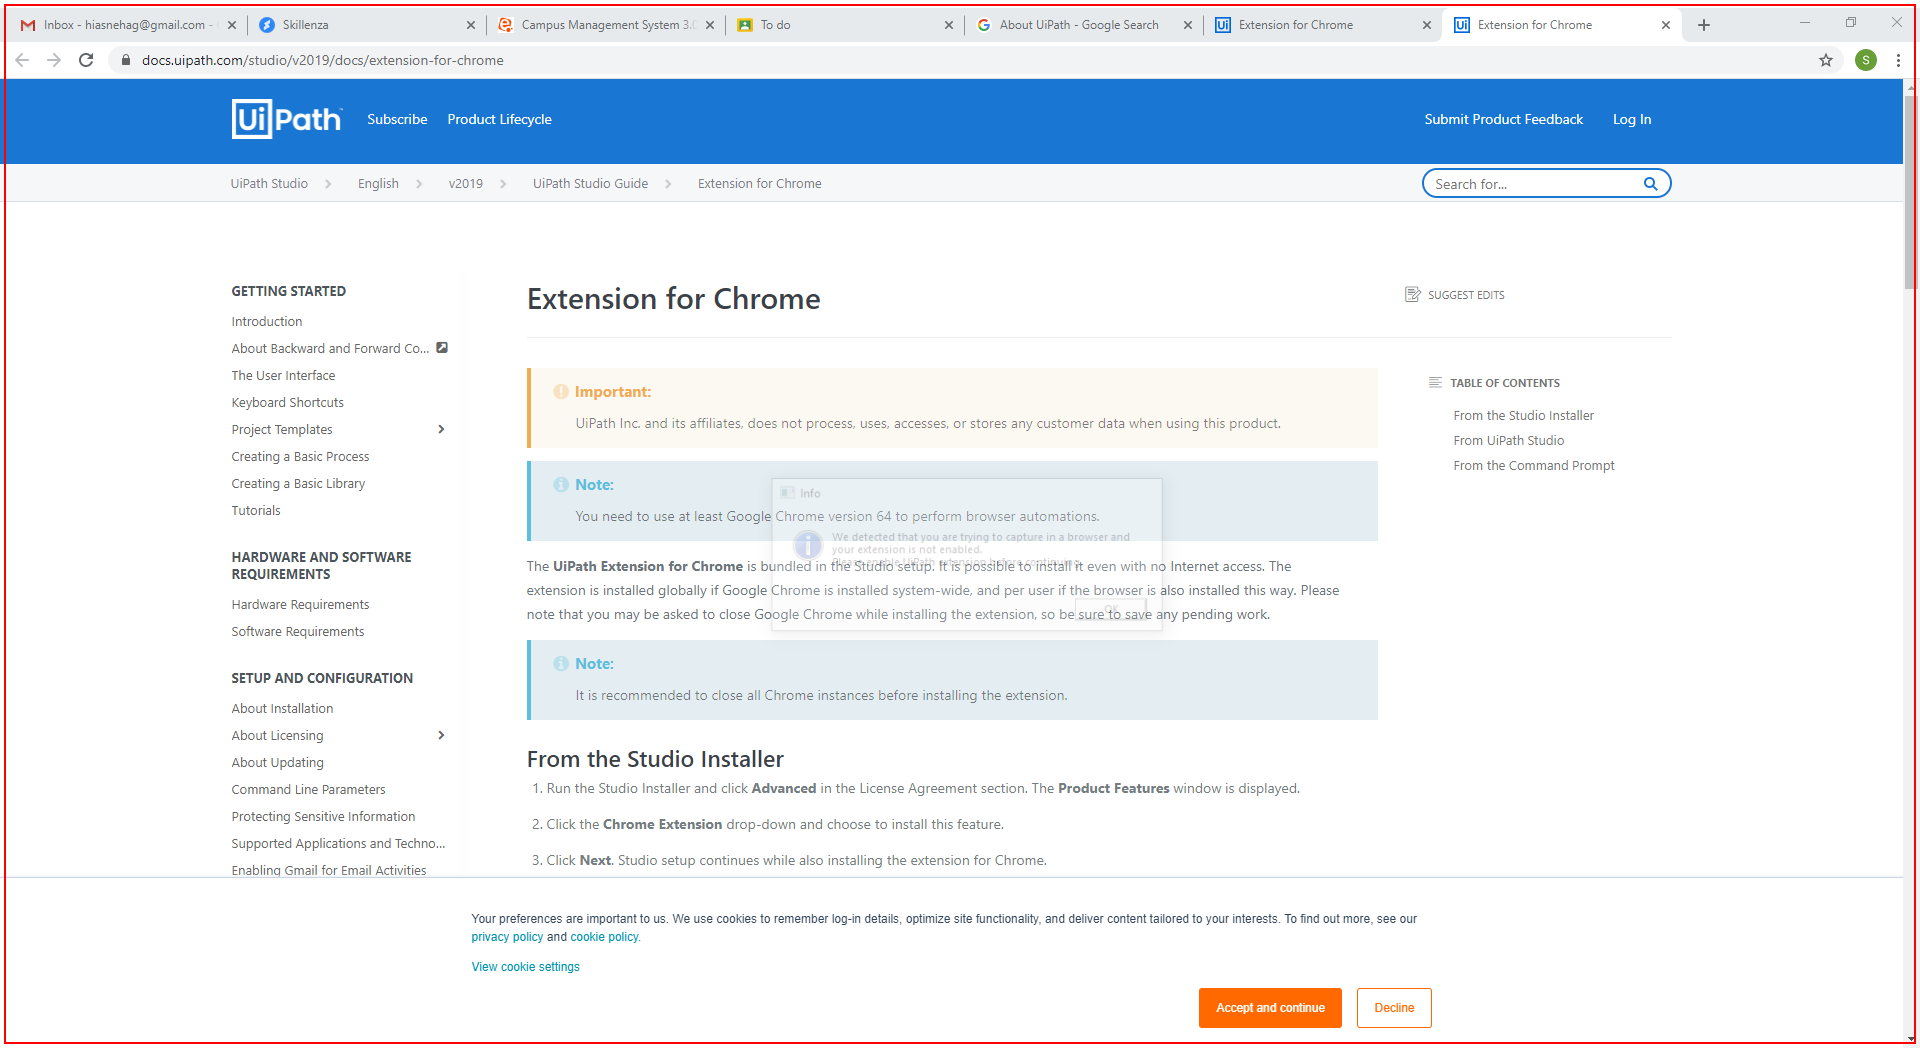 Inbox - hiasnehag@gmail.com -
Skillenza
Campus Management System 3.0
To do
About UiPath - Google Search
Extension for Chrome
Extension for Chrome
docs.uipath.com/studio/v2019/docs/extension-for-chrome
S
UiPath
Subscribe
Product Lifecycle
Submit Product Feedback
Log In
UiPath Studio
English
v2019
UiPath Studio Guide
Extension for Chrome
Search for...
GETTING STARTED
Introduction
About Backward and Forward Co...
The User Interface
Keyboard Shortcuts
Project Templates
Creating a Basic Process
Creating a Basic Library
Tutorials
HARDWARE AND SOFTWARE
REQUIREMENTS
Hardware Requirements
Software Requirements
SETUP AND CONFIGURATION
About Installation
About Licensing
About Updating
Command Line Parameters
Protecting Sensitive Information
Supported Applications and Techno...
Enabling Gmail for Email Activities
Extension for Chrome
SUGGEST EDITS
Important:
UiPath Inc. and its affiliates, does not process, uses, accesses, or stores any customer data when using this product.
Note:
You need to use at least Google Chrome version 64 to perform browser automations.
Info
We detected that you are trying to capture in a browser and
your extension is not enabled.
Please enable UiPath extension before continuing.
OK
The UiPath Extension for Chrome is bundled in the Studio setup. It is possible to install it even with no Internet access. The
extension is installed globally if Google Chrome is installed system-wide, and per user if the browser is also installed this way. Please
note that you may be asked to close Google Chrome while installing the extension, so be sure to save any pending work.
Note:
It is recommended to close all Chrome instances before installing the extension.
From the Studio Installer
1. Run the Studio Installer and click Advanced in the License Agreement section. The Product Features window is displayed.
2. Click the Chrome Extension drop-down and choose to install this feature.
3. Click Next. Studio setup continues while also installing the extension for Chrome.
TABLE OF CONTENTS
From the Studio Installer
From UiPath Studio
From the Command Prompt
Your preferences are important to us. We use cookies to remember log-in details, optimize site functionality, and deliver content tailored to your interests. To find out more, see our
privacy policy and cookie policy.
View cookie settings
Accept and continue
Decline